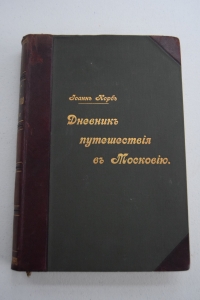 Іоаннъ Корбъ
Дневникъ
путешествія
въ Московію.